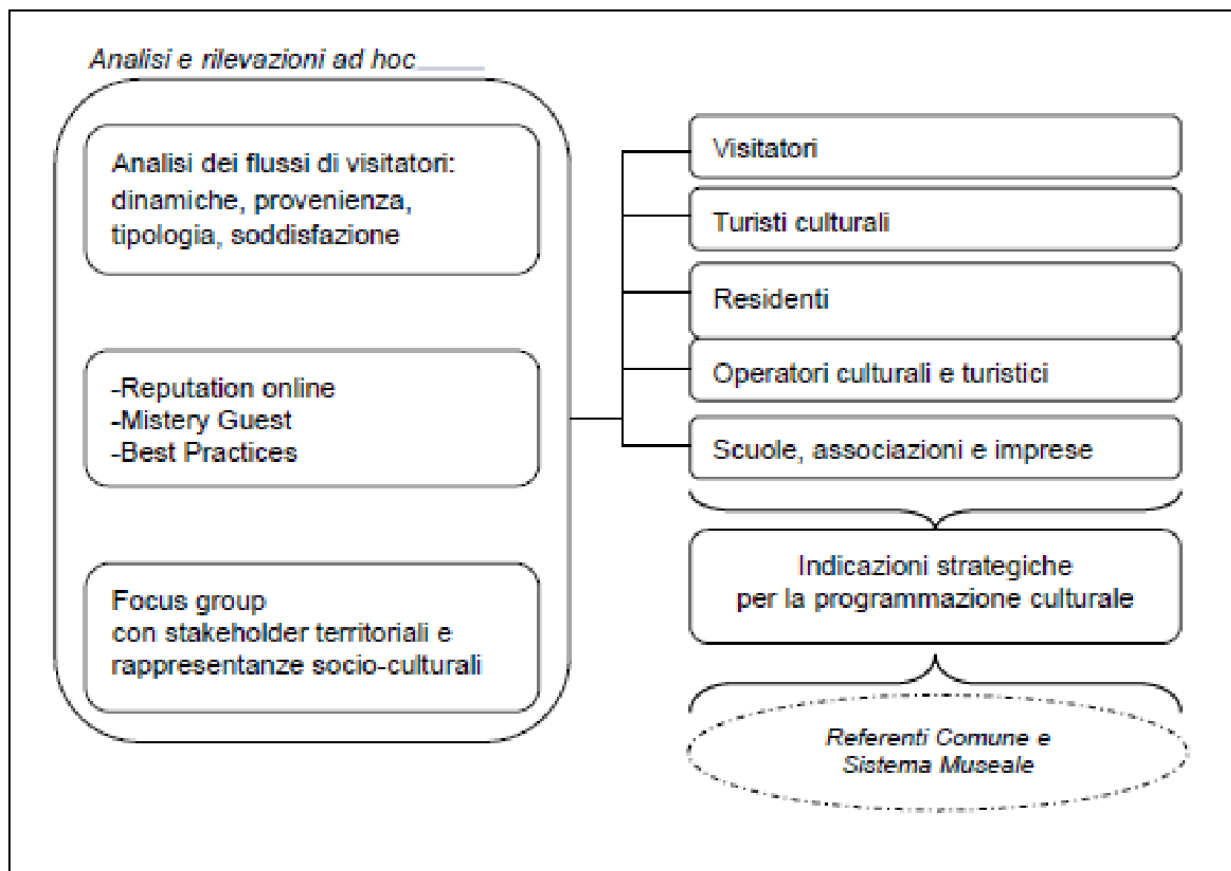 Analisi e rilevazioni ad hoc
Analisi dei flussi di visitatori:
dinamiche, provenienza,
tipologia, soddisfazione
-Reputation online
-Mistery Guest
-Best Practices
Focus group
con stakeholder territoriali e
rappresentanze socio-culturali
Visitatori
Turisti culturali
Residenti
Operatori culturali e turistici
Scuole, associazioni e imprese
Indicazioni strategiche
per la programmazione culturale
Referenti Comune e
Sistema Museale